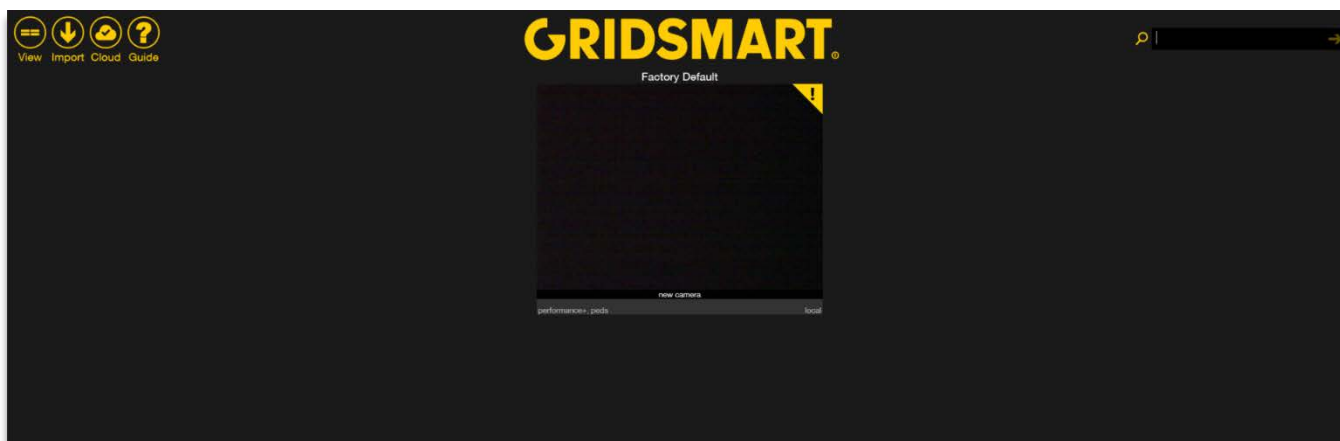 View Import Cloud Guide
GRIDSMART®
Factory Default
!
new camera
performance+, peds
local